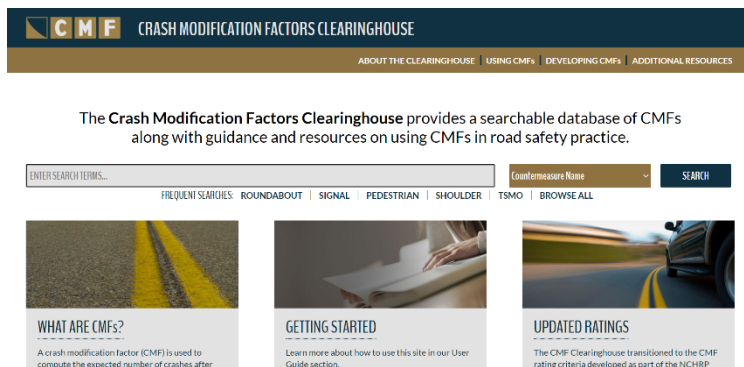 CMF CRASH MODIFICATION FACTORS CLEARINGHOUSE
ABOUT THE CLEARINGHOUSE | USING CMFs | DEVELOPING CMFs | ADDITIONAL RESOURCES
The Crash Modification Factors Clearinghouse provides a searchable database of CMFs
along with guidance and resources on using CMFs in road safety practice.
ENTER SEARCH TERMS... Countermeasure Name SEARCH
FREQUENT SEARCHES: ROUNDABOUT | SIGNAL | PEDESTRIAN | SHOULDER | TSMO | BROWSE ALL
WHAT ARE CMFs?
A crash modification factor (CMF) is used to
compute the expected number of crashes after
GETTING STARTED
Learn more about how to use this site in our User
Guide section.
UPDATED RATINGS
The CMF Clearinghouse transitioned to the CMF
rating criteria developed as part of the NCHRP